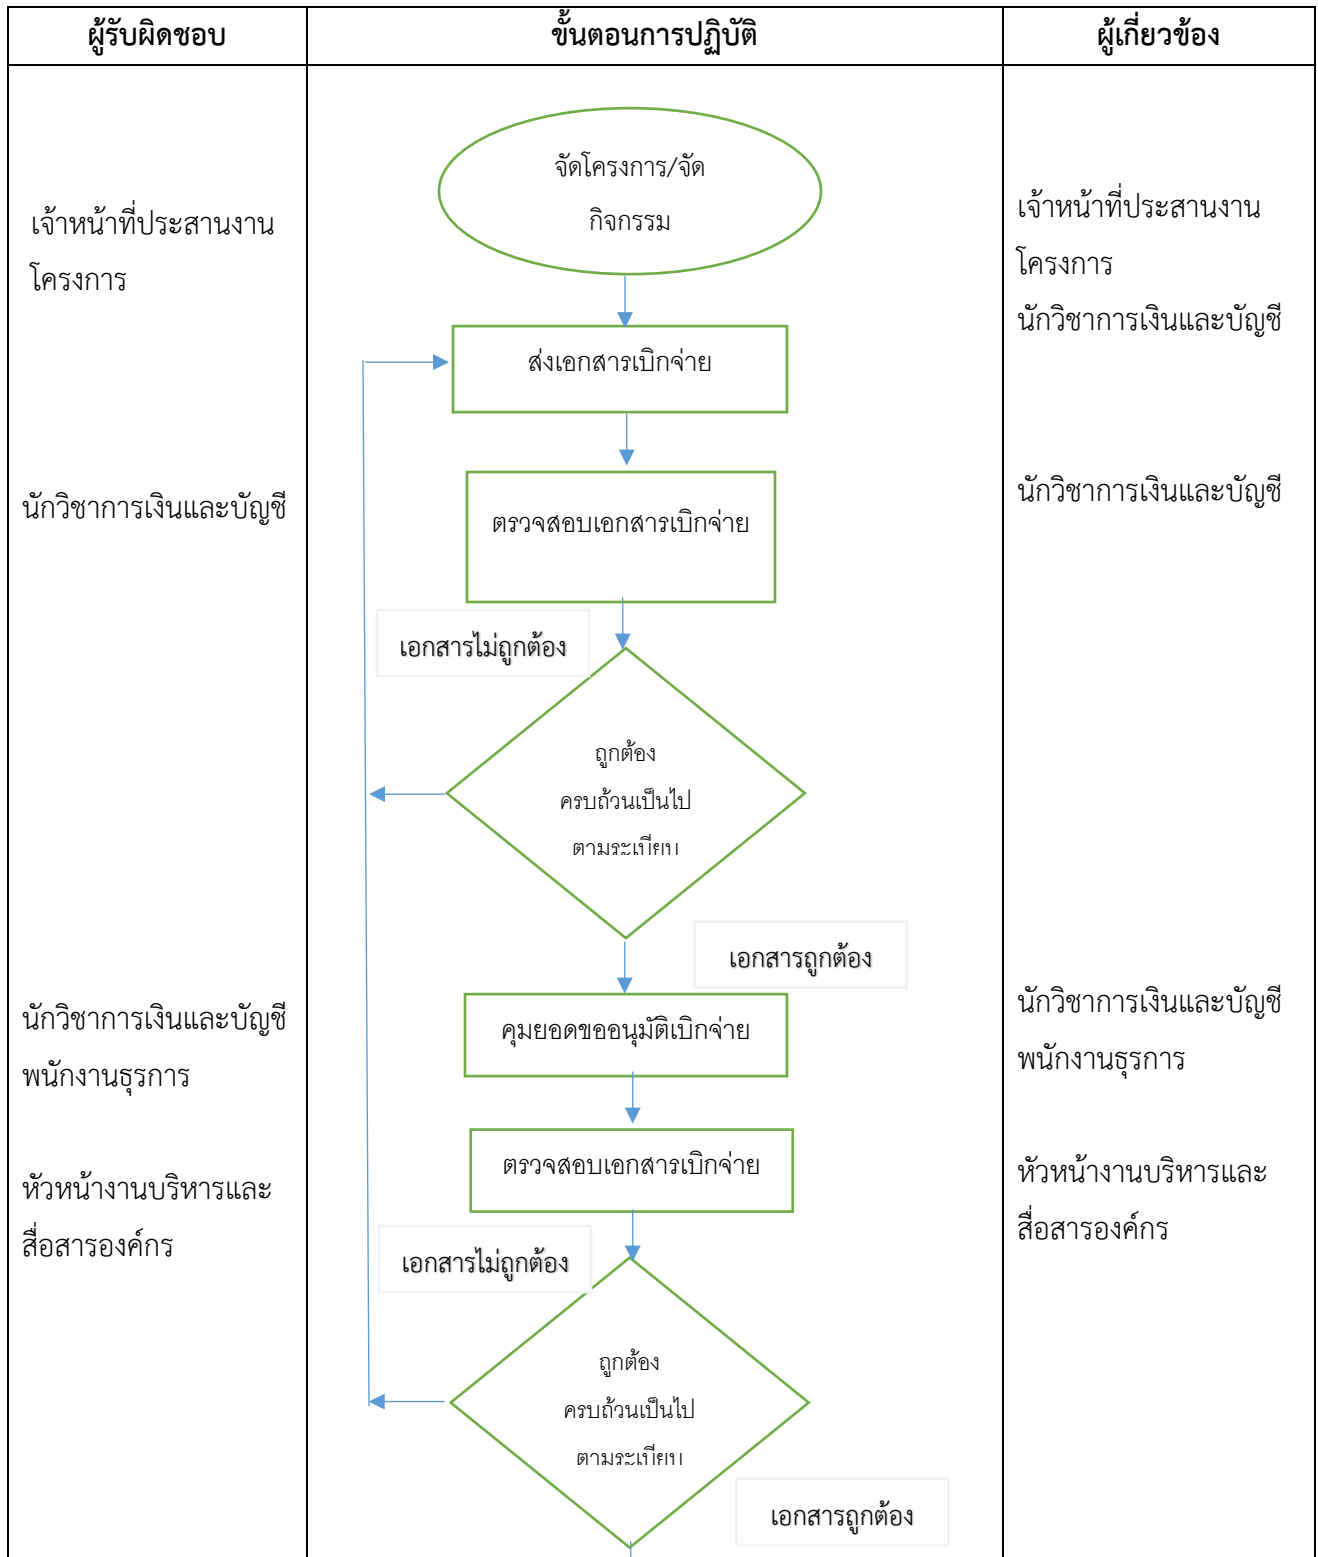 ผู้รับผิดชอบ
ขั้นตอนการปฏิบัติ
ผู้เกี่ยวข้อง
จัดโครงการ/จัด
กิจกรรม
เจ้าหน้าที่ประสานงาน
โครงการ
เจ้าหน้าที่ประสานงาน
โครงการ
นักวิชาการเงินและบัญชี
ส่งเอกสารเบิกจ่าย
นักวิชาการเงินและบัญชี
ตรวจสอบเอกสารเบิกจ่าย
นักวิชาการเงินและบัญชี
เอกสารไม่ถูกต้อง
ถูกต้อง
ครบถ้วนเป็นไป
ตามระเบียบ
เอกสารถูกต้อง
นักวิชาการเงินและบัญชี
พนักงานธุรการ
คุมยอดขออนุมัติเบิกจ่าย
นักวิชาการเงินและบัญชี
พนักงานธุรการ
หัวหน้างานบริหารและ
สื่อสารองค์กร
ตรวจสอบเอกสารเบิกจ่าย
หัวหน้างานบริหารและ
สื่อสารองค์กร
เอกสารไม่ถูกต้อง
ถูกต้อง
ครบถ้วนเป็นไป
ตามระเบียบ
เอกสารถูกต้อง